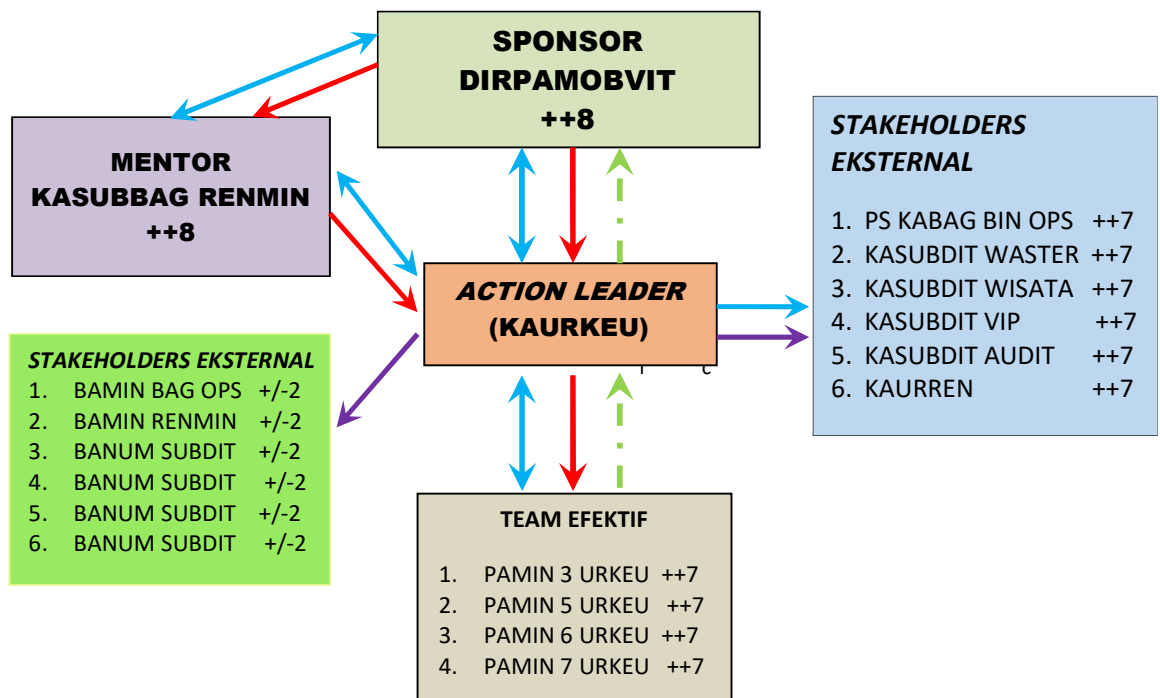 SPONSOR
DIRPAMOBVIT
++8
MENTOR
KASUBBAG RENMIN
++8
STAKEHOLDERS
EKSTERNAL
1. PS KABAG BIN OPS ++7
2. KASUBDIT WASTER ++7
3. KASUBDIT WISATA ++7
4. KASUBDIT VIP ++7
5. KASUBDIT AUDIT ++7
6. KAURREN ++7
ACTION LEADER
(KAURKEU)
STAKEHOLDERS EKSTERNAL
1. BAMIN BAG OPS +/-2
2. BAMIN RENMIN +/-2
3. BANUM SUBDIT +/-2
4. BANUM SUBDIT +/-2
5. BANUM SUBDIT +/-2
6. BANUM SUBDIT +/-2
TEAM EFEKTIF
1. PAMIN 3 URKEU ++7
2. PAMIN 5 URKEU ++7
3. PAMIN 6 URKEU ++7
4. PAMIN 7 URKEU ++7